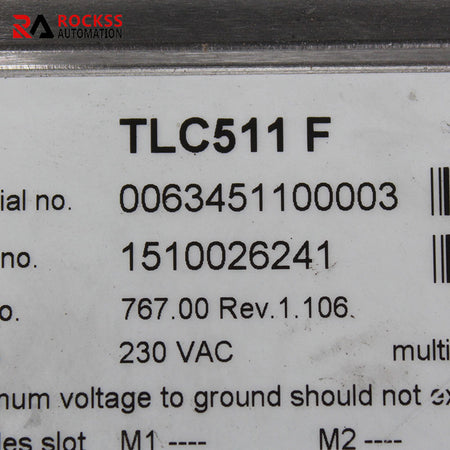 ROCKSS
AUTOMATION
TLC511 F
ial no. 0063451100003
no. 1510026241
o. 767.00 Rev.1.106.
230 VAC multi
num voltage to ground should not ex
les slot M1 ---- M2 ----